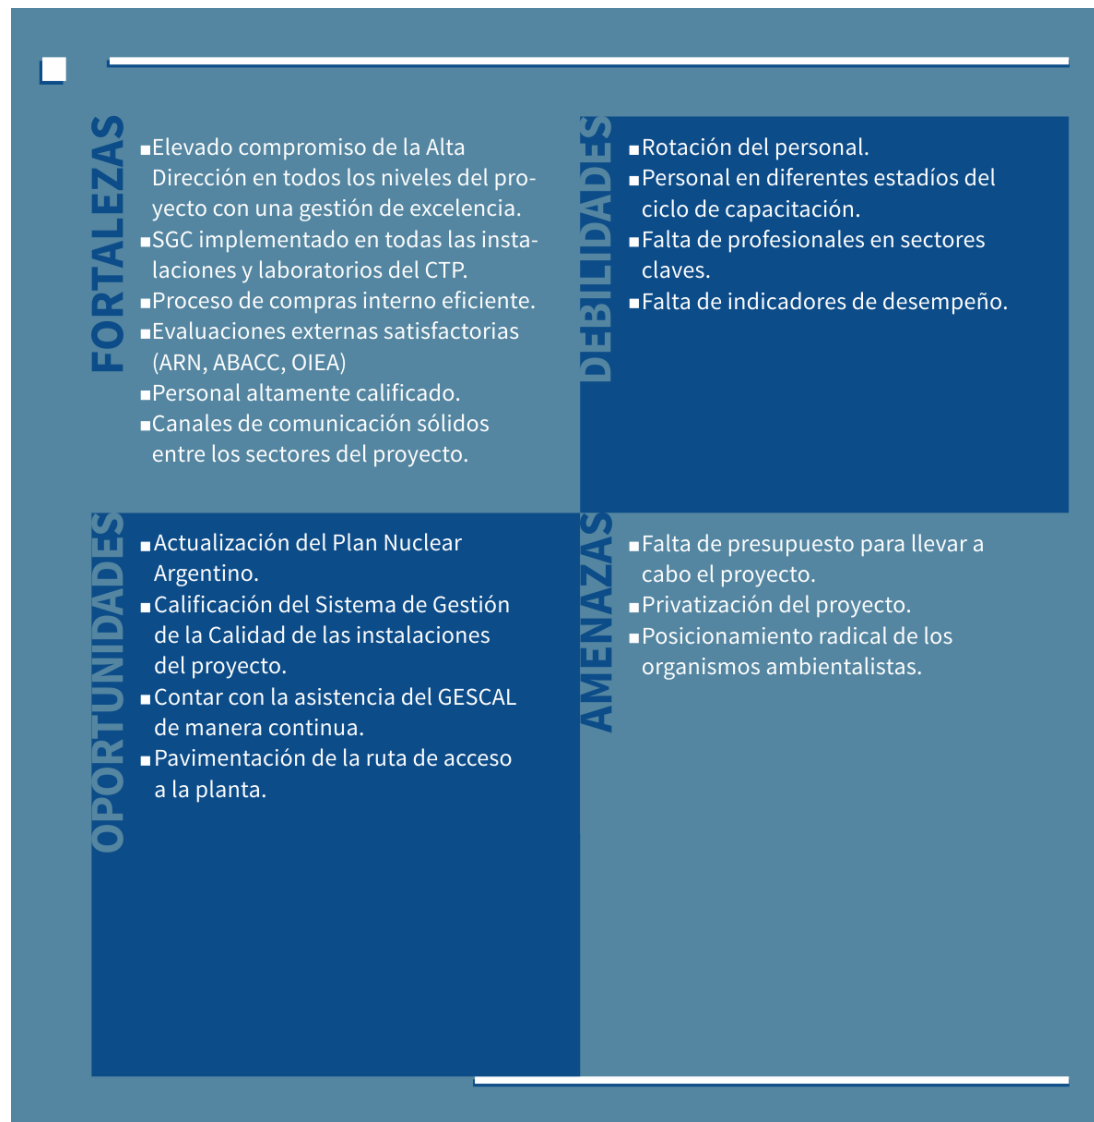 FORTALEZAS
■Elevado compromiso de la Alta
Dirección en todos los niveles del pro-
yecto con una gestión de excelencia.
■SGC implementado en todas las insta-
laciones y laboratorios del CTP.
■Proceso de compras interno eficiente.
■Evaluaciones externas satisfactorias
(ARN, ABACC, OIEA)
■Personal altamente calificado.
■Canales de comunicación sólidos
entre los sectores del proyecto.
DEBILIDADES
■Rotación del personal.
■Personal en diferentes estadíos del
ciclo de capacitación.
■Falta de profesionales en sectores
claves.
■Falta de indicadores de desempeño.
OPORTUNIDADES
■Actualización del Plan Nuclear
Argentino.
■Calificación del Sistema de Gestión
de la Calidad de las instalaciones
del proyecto.
■Contar con la asistencia del GESCAL
de manera continua.
■Pavimentación de la ruta de acceso
a la planta.
AMENAZAS
■Falta de presupuesto para llevar a
cabo el proyecto.
■Privatización del proyecto.
■Posicionamiento radical de los
organismos ambientalistas.